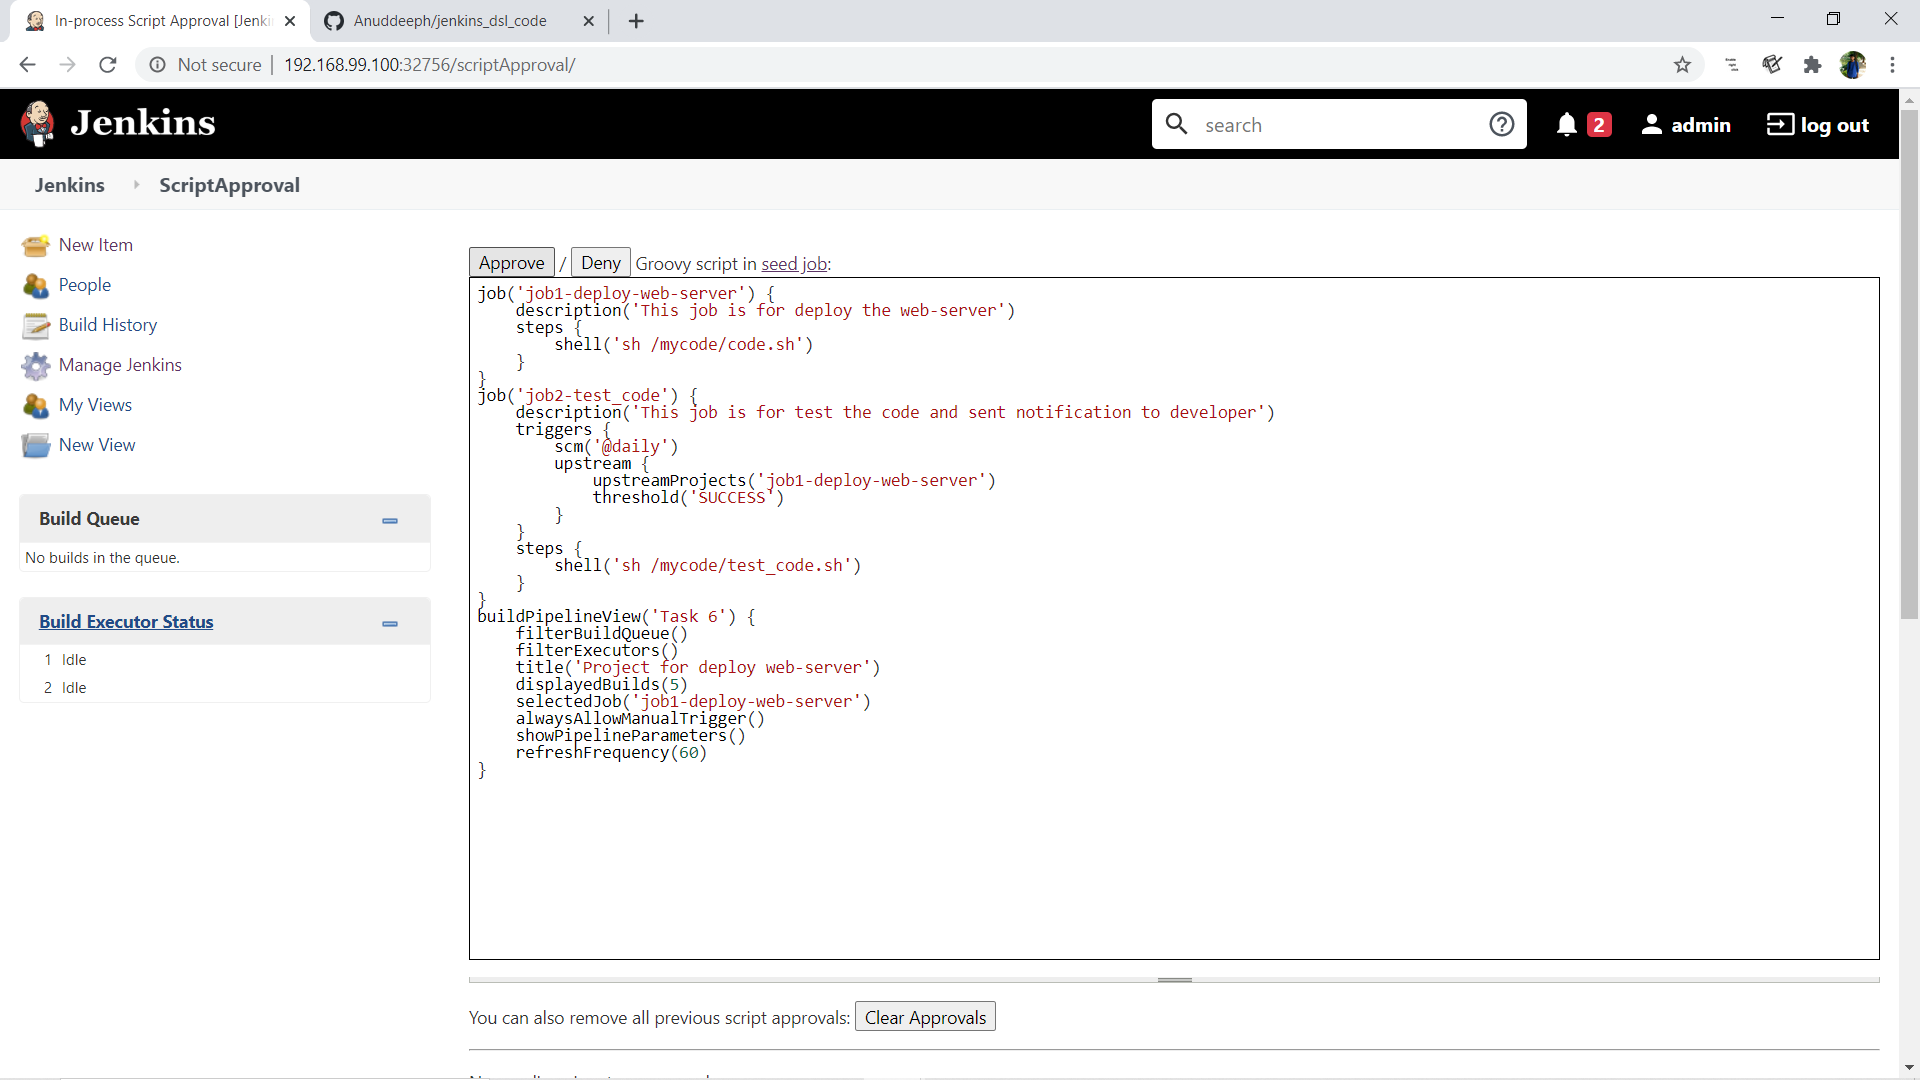 In-process Script Approval [Jenki
Anuddeeph/jenkins_dsl_code
Not secure | 192.168.99.100:32756/scriptApproval/
Jenkins
search
2
admin
log out
Jenkins
ScriptApproval
New Item
People
Build History
Manage Jenkins
My Views
New View
Build Queue
No builds in the queue.
Build Executor Status
1 Idle
2 Idle
Approve / Deny Groovy script in seed job:
job('job1-deploy-web-server') {
    description('This job is for deploy the web-server')
    steps {
        shell('sh /mycode/code.sh')
    }
}
job('job2-test_code') {
    description('This job is for test the code and sent notification to developer')
    triggers {
        scm('@daily')
        upstream {
            upstreamProjects('job1-deploy-web-server')
            threshold('SUCCESS')
        }
    }
    steps {
        shell('sh /mycode/test_code.sh')
    }
}
buildPipelineView('Task 6') {
    filterBuildQueue()
    filterExecutors()
    title('Project for deploy web-server')
    displayedBuilds(5)
    selectedJob('job1-deploy-web-server')
    alwaysAllowManualTrigger()
    showPipelineParameters()
    refreshFrequency(60)
}
You can also remove all previous script approvals: Clear Approvals